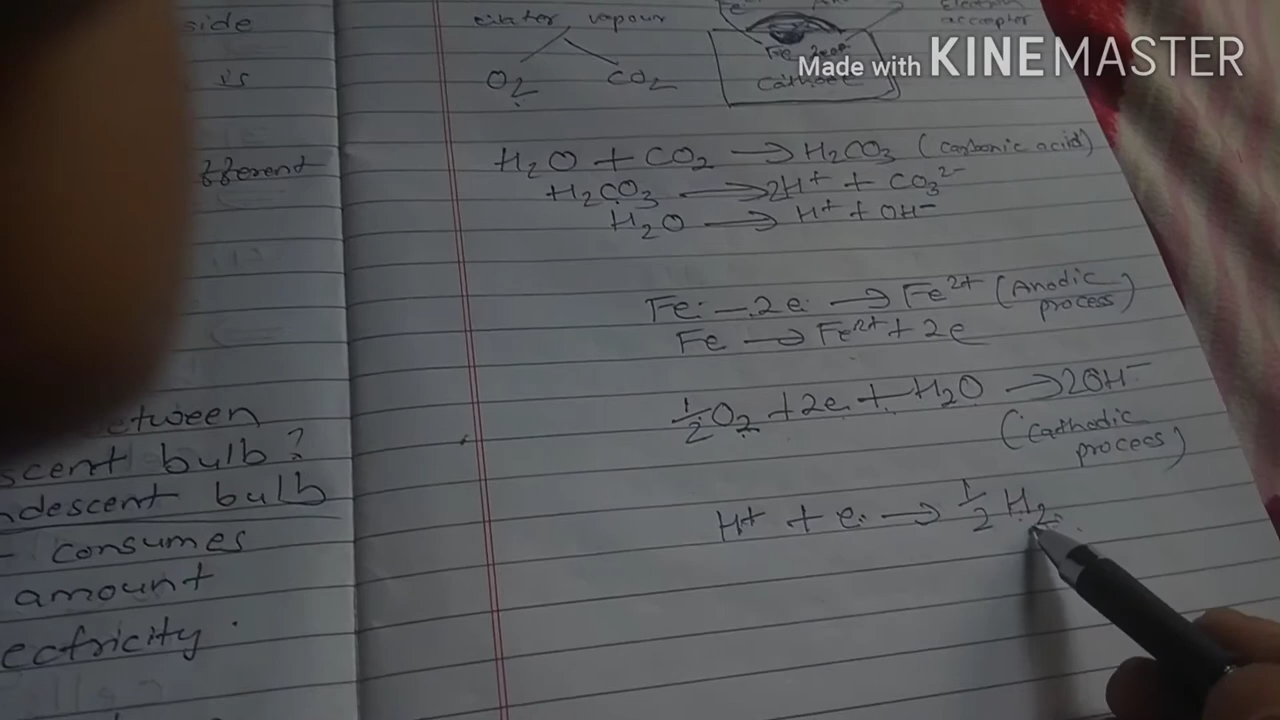 side
vs
fferent
etween
scent bulb?
ndescent bulb
- consumes
amount
ectricity.
water vapour
O2 CO2
Electron
acceptor
Fe
Cathode
Made with KINEMASTER
H2O + CO2 → H2CO3 (Carbonic acid)
H2CO3 → 2H+ + CO3 2-
H2O → H+ + OH-
Fe - 2e → Fe2+ (Anodic
process)
Fe → Fe2+ + 2e
1/2 O2 + 2e + H2O → 2OH-
(Cathodic
process)
H+ + e → 1/2 H2